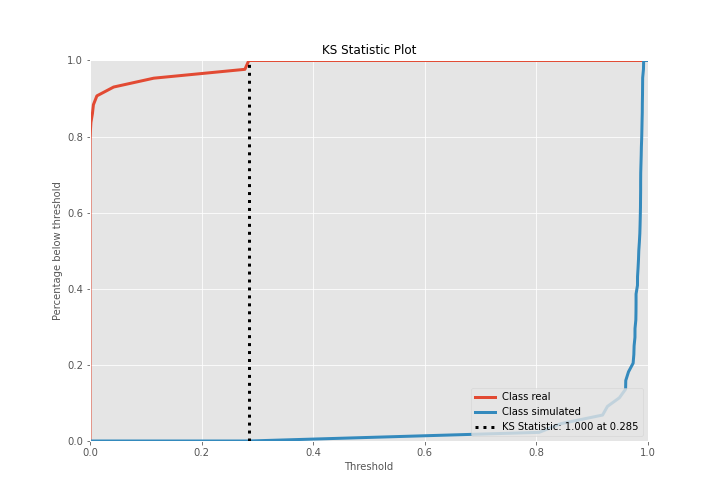 KS Statistic Plot
1.0
0.8
0.6
0.4
0.2
0.0
Percentage below threshold
0.0 0.2 0.4 0.6 0.8 1.0
Threshold
Class real
Class simulated
KS Statistic: 1.000 at 0.285